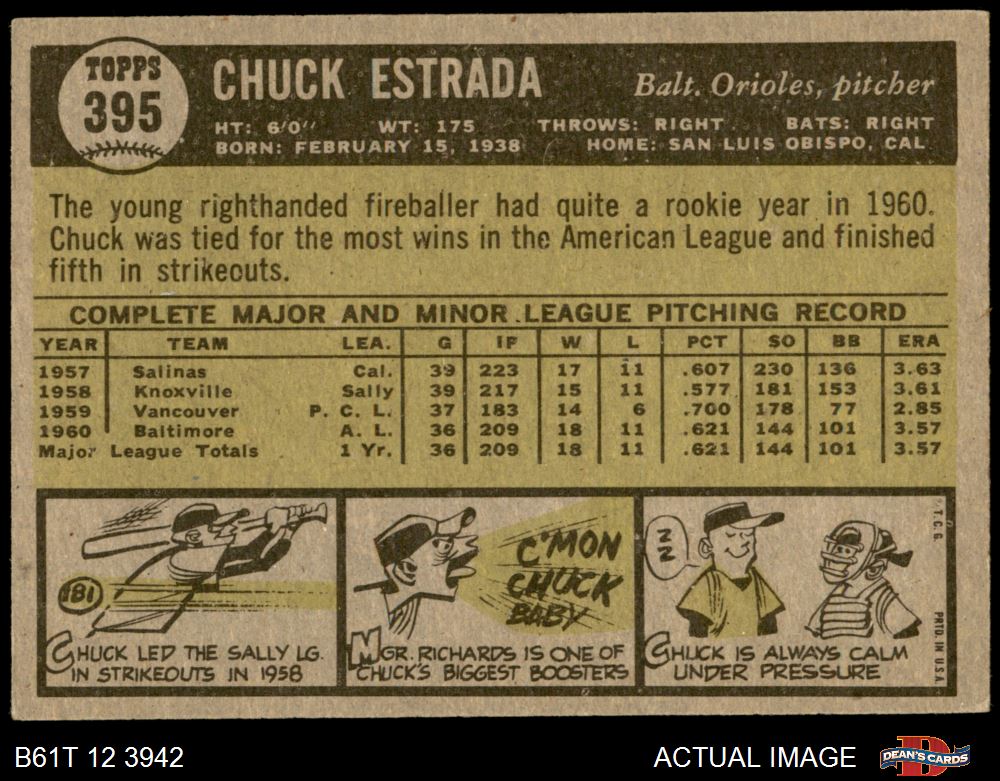 TOPPS
395
CHUCK ESTRADA
Balt. Orioles, pitcher
HT: 6'0" WT: 175 THROWS: RIGHT BATS: RIGHT
BORN: FEBRUARY 15, 1938 HOME: SAN LUIS OBISPO, CAL
The young righthanded fireballer had quite a rookie year in 1960.
Chuck was tied for the most wins in the American League and finished
fifth in strikeouts.
COMPLETE MAJOR AND MINOR LEAGUE PITCHING RECORD
YEAR TEAM LEA. G IP W L PCT SO BB ERA
1957 Salinas Cal. 39 223 17 11 .607 230 136 3.63
1958 Knoxville Sally 39 217 15 11 .577 181 153 3.61
1959 Vancouver P. C. L. 37 183 14 6 .700 178 77 2.85
1960 Baltimore A. L. 36 209 18 11 .621 144 101 3.57
Major League Totals 1 Yr. 36 209 18 11 .621 144 101 3.57
181
CHUCK LED THE SALLY LG.
IN STRIKEOUTS IN 1958
C'MON
CHUCK
BABY
MGR. RICHARDS IS ONE OF
CHUCK'S BIGGEST BOOSTERS
ZZ
CHUCK IS ALWAYS CALM
UNDER PRESSURE
T.C.G.
PRTD. IN U.S.A.
B61T 12 3942
ACTUAL IMAGE
DEAN'S CARDS